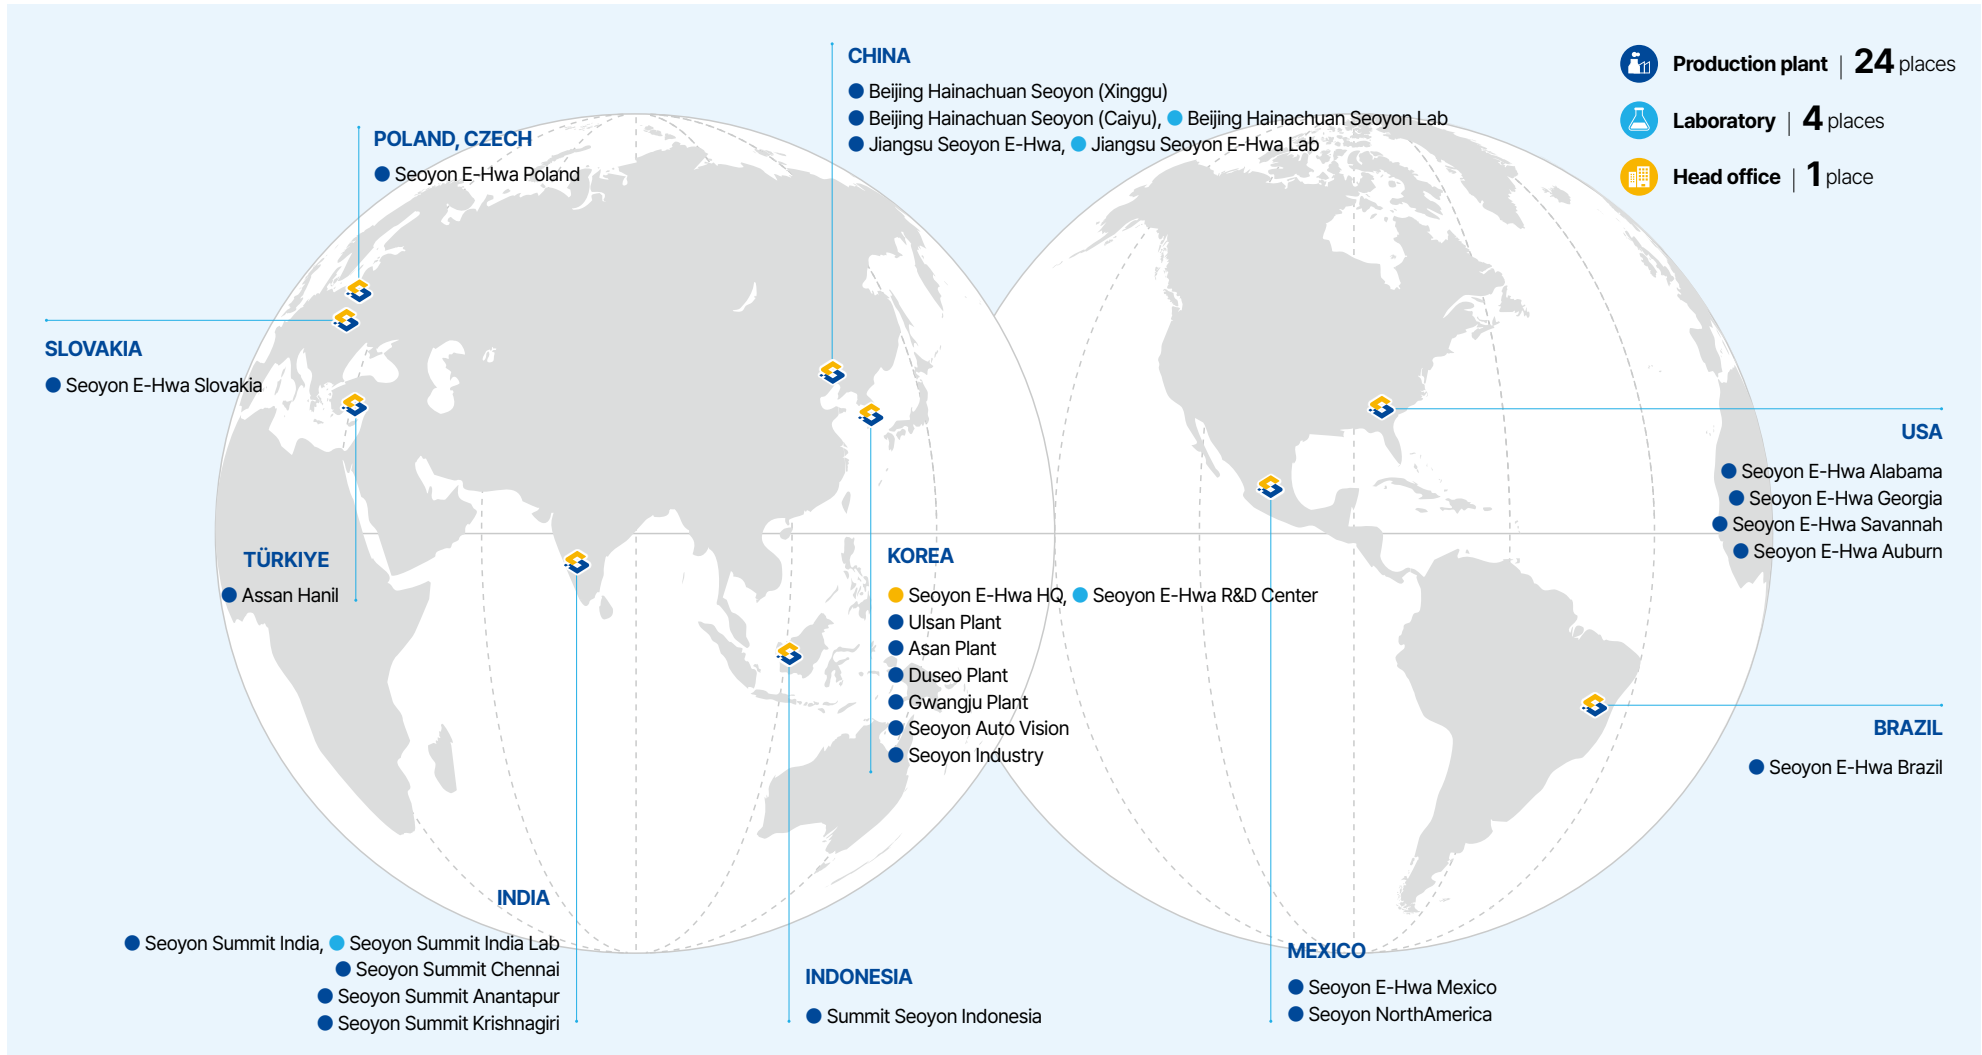 CHINA
Beijing Hainachuan Seoyon (Xinggu)
Beijing Hainachuan Seoyon (Caiyu), Beijing Hainachuan Seoyon Lab
Jiangsu Seoyon E-Hwa, Jiangsu Seoyon E-Hwa Lab
Production plant | 24 places
Laboratory | 4 places
Head office | 1 place
POLAND, CZECH
Seoyon E-Hwa Poland
SLOVAKIA
Seoyon E-Hwa Slovakia
TÜRKIYE
Assan Hanil
KOREA
Seoyon E-Hwa HQ, Seoyon E-Hwa R&D Center
Ulsan Plant
Asan Plant
Duseo Plant
Gwangju Plant
Seoyon Auto Vision
Seoyon Industry
USA
Seoyon E-Hwa Alabama
Seoyon E-Hwa Georgia
Seoyon E-Hwa Savannah
Seoyon E-Hwa Auburn
BRAZIL
Seoyon E-Hwa Brazil
INDIA
Seoyon Summit India, Seoyon Summit India Lab
Seoyon Summit Chennai
Seoyon Summit Anantapur
Seoyon Summit Krishnagiri
INDONESIA
Summit Seoyon Indonesia
MEXICO
Seoyon E-Hwa Mexico
Seoyon NorthAmerica